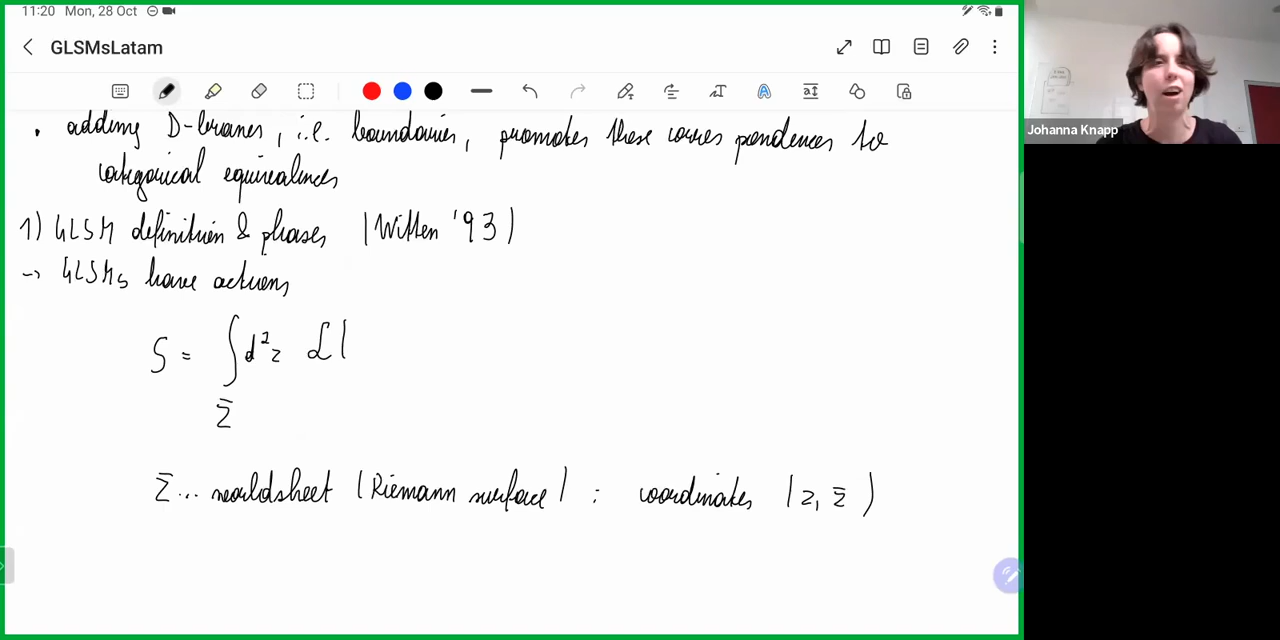 11:20 Mon, 28 Oct
GLSMsLatam
Johanna Knapp
• adding D-branes, i.e. boundaries, promotes these correspondences to
categorical equivalences
1) GLSM definition & phases (Witten '93)
→ GLSMs have actions
S = ∫ d²z ℒ(
Σ
Σ... worldsheet (Riemann surface) : coordinates (z, z̄)